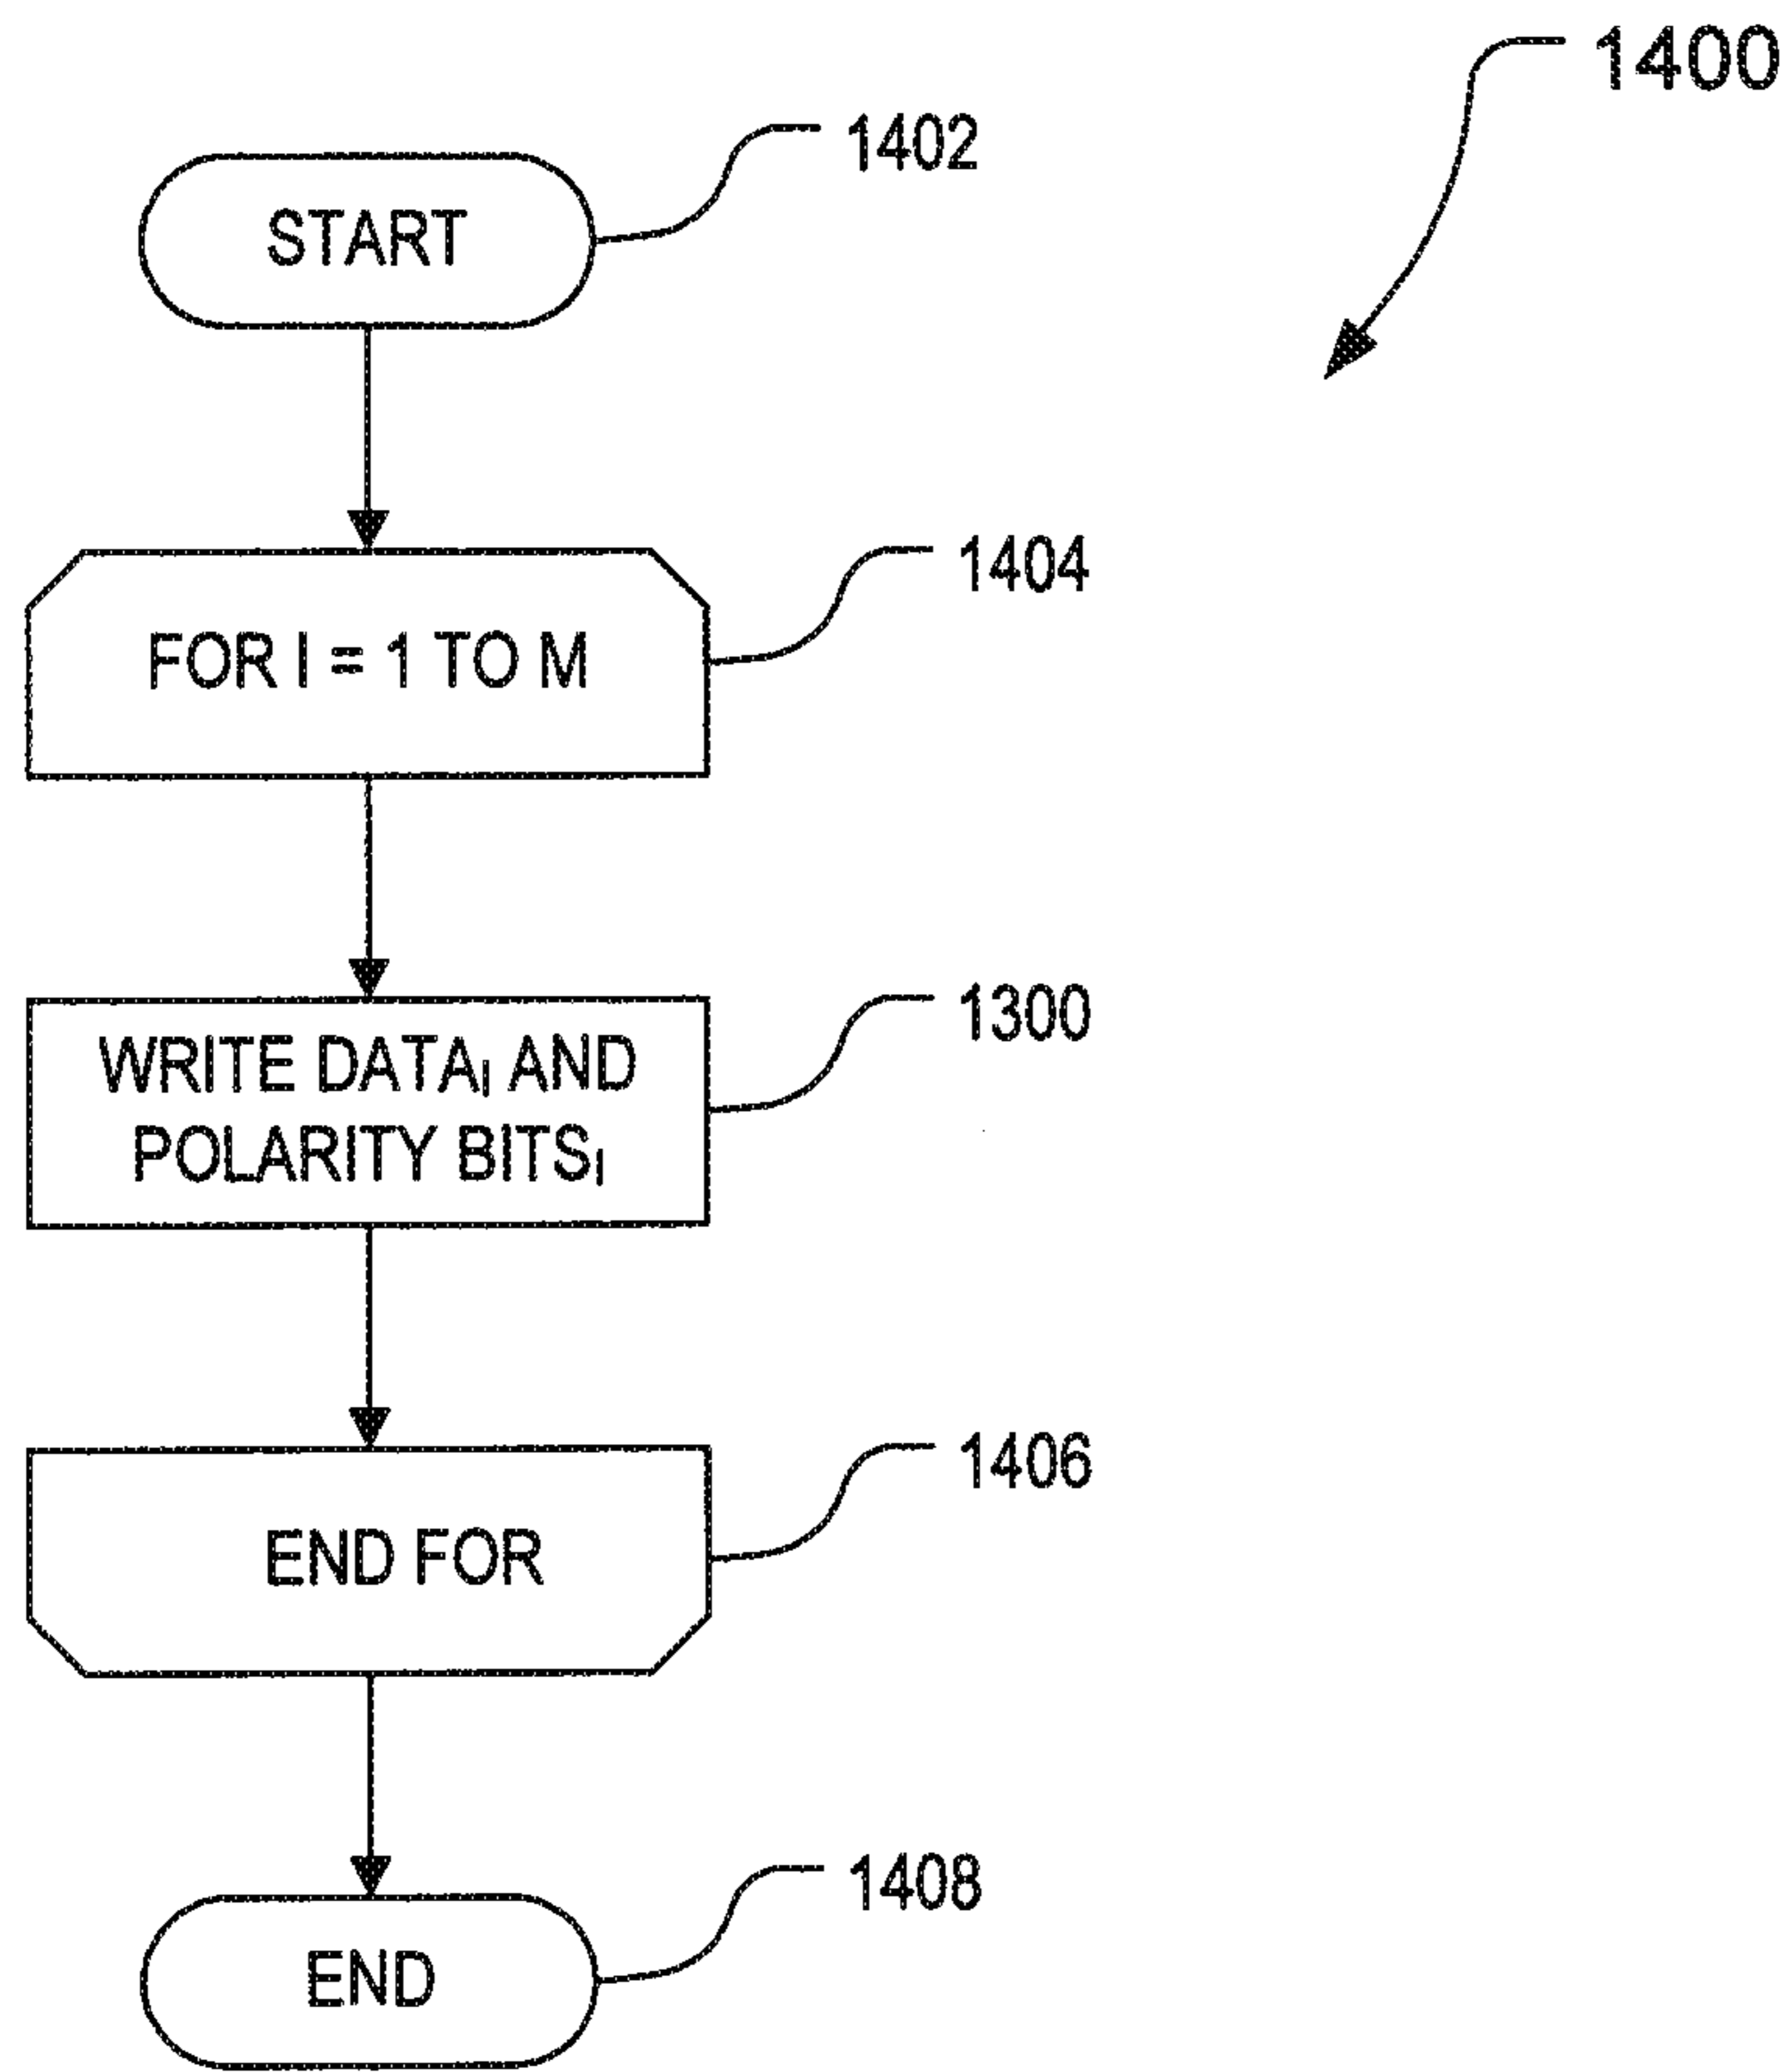 1400
1402
START
1404
FOR I = 1 TO M
1300
WRITE DATAI AND
POLARITY BITSI
1406
END FOR
1408
END